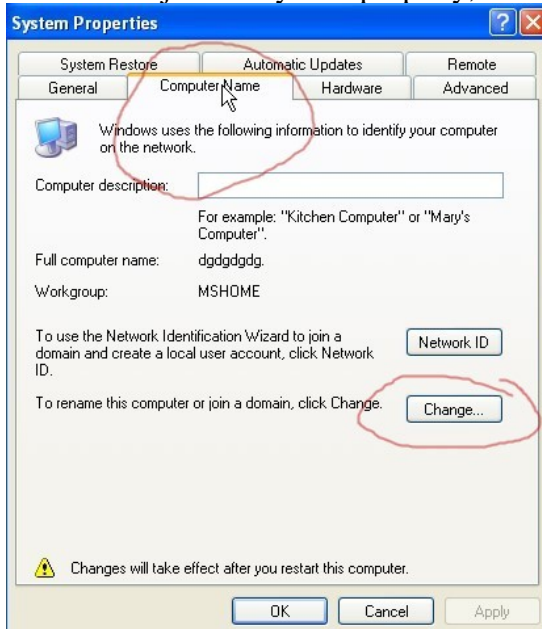 System Properties
System Restore Automatic Updates Remote
General Computer Name Hardware Advanced
Windows uses the following information to identify your computer
on the network.
Computer description:
For example: "Kitchen Computer" or "Mary's
Computer".
Full computer name: dgdgdgdg.
Workgroup: MSHOME
To use the Network Identification Wizard to join a
domain and create a local user account, click Network
ID.
Network ID
To rename this computer or join a domain, click Change.
Change...
Changes will take effect after you restart this computer.
OK Cancel Apply